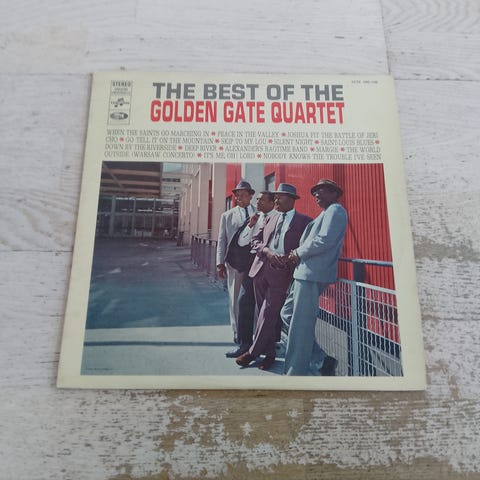 STEREO
THE BEST OF THE
GOLDEN GATE QUARTET
WHEN THE SAINTS GO MARCHING IN * PEACE IN THE VALLEY * JOSHUA FIT THE BATTLE OF JERI
CHO * GO TELL IT ON THE MOUNTAIN * SKIP TO MY LOU * SILENT NIGHT * SAINT-LOUIS BLUES *
DOWN BY THE RIVERSIDE * DEEP RIVER * ALEXANDER'S RAGTIME BAND * MARGIE * THE WORLD
OUTSIDE (WARSAW CONCERTO) * IT'S ME, OH! LORD * NOBODY KNOWS THE TROUBLE I'VE SEEN